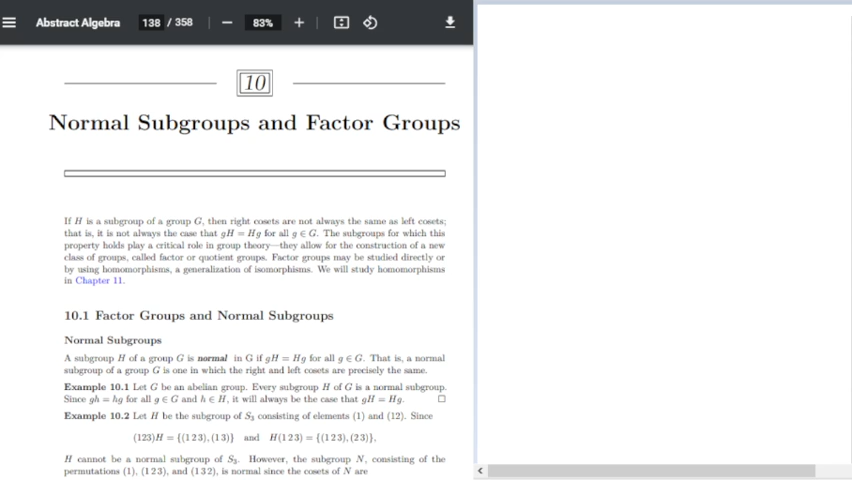 Abstract Algebra 138 / 358 83%
10
Normal Subgroups and Factor Groups
If H is a subgroup of a group G, then right cosets are not always the same as left cosets;
that is, it is not always the case that gH = Hg for all g ∈ G. The subgroups for which this
property holds play a critical role in group theory—they allow for the construction of a new
class of groups, called factor or quotient groups. Factor groups may be studied directly or
by using homomorphisms, a generalization of isomorphisms. We will study homomorphisms
in Chapter 11.
10.1 Factor Groups and Normal Subgroups
Normal Subgroups
A subgroup H of a group G is normal in G if gH = Hg for all g ∈ G. That is, a normal
subgroup of a group G is one in which the right and left cosets are precisely the same.
Example 10.1 Let G be an abelian group. Every subgroup H of G is a normal subgroup.
Since gh = hg for all g ∈ G and h ∈ H, it will always be the case that gH = Hg. □
Example 10.2 Let H be the subgroup of S₃ consisting of elements (1) and (12). Since
(123)H = {(123), (13)} and H(123) = {(123), (23)},
H cannot be a normal subgroup of S₃. However, the subgroup N, consisting of the
permutations (1), (123), and (132), is normal since the cosets of N are